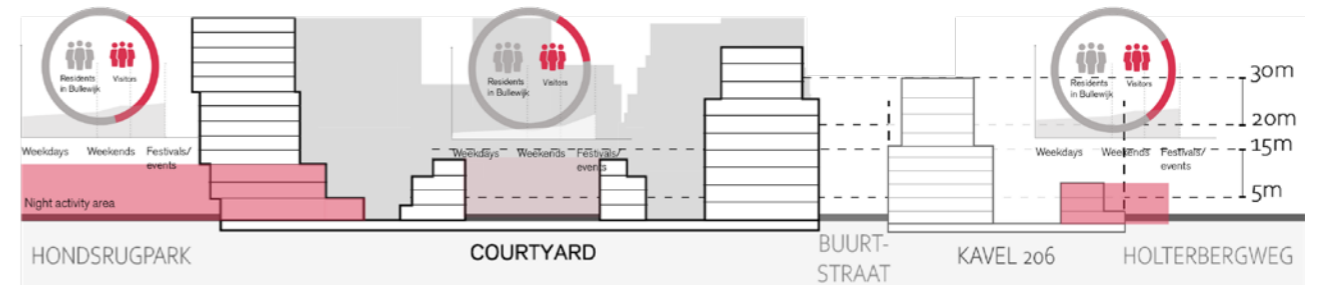 Residents
in Bullewijk
Visitors
Weekdays
Weekends
Festivals/
events
Night activity area
Residents
in Bullewijk
Visitors
Weekdays
Weekends
Festivals/
events
Residents
in Bullewijk
Visitors
Weekdays
Weekends
Festivals/
events
30m
20m
15m
5m
HONDSRUGPARK
COURTYARD
BUURT-
STRAAT
KAVEL 206
HOLTERBERGWEG